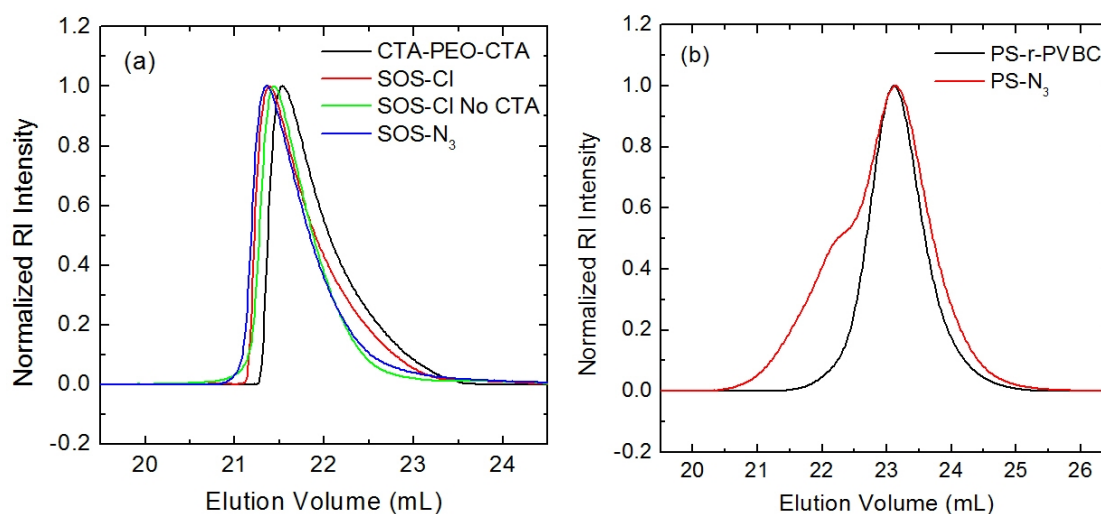 (a)
CTA-PEO-CTA
SOS-Cl
SOS-Cl No CTA
SOS-N3
1.2
1.0
0.8
0.6
0.4
0.2
0.0
-0.2
20 21 22 23 24
Normalized RI Intensity
Elution Volume (mL)
(b)
PS-r-PVBC
PS-N3
1.2
1.0
0.8
0.6
0.4
0.2
0.0
-0.2
20 21 22 23 24 25 26
Normalized RI Intensity
Elution Volume (mL)